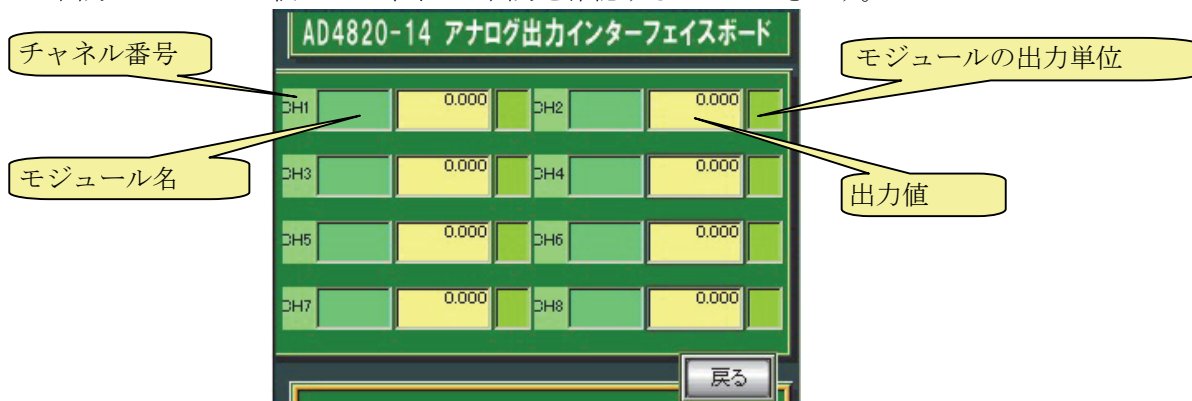 AD4820-14 アナログ出力インターフェイスボード
チャネル番号
モジュールの出力単位
CH1 0.000 CH2 0.000
モジュール名
CH3 0.000 CH4 0.000
出力値
CH5 0.000 CH6 0.000
CH7 0.000 CH8 0.000
戻る